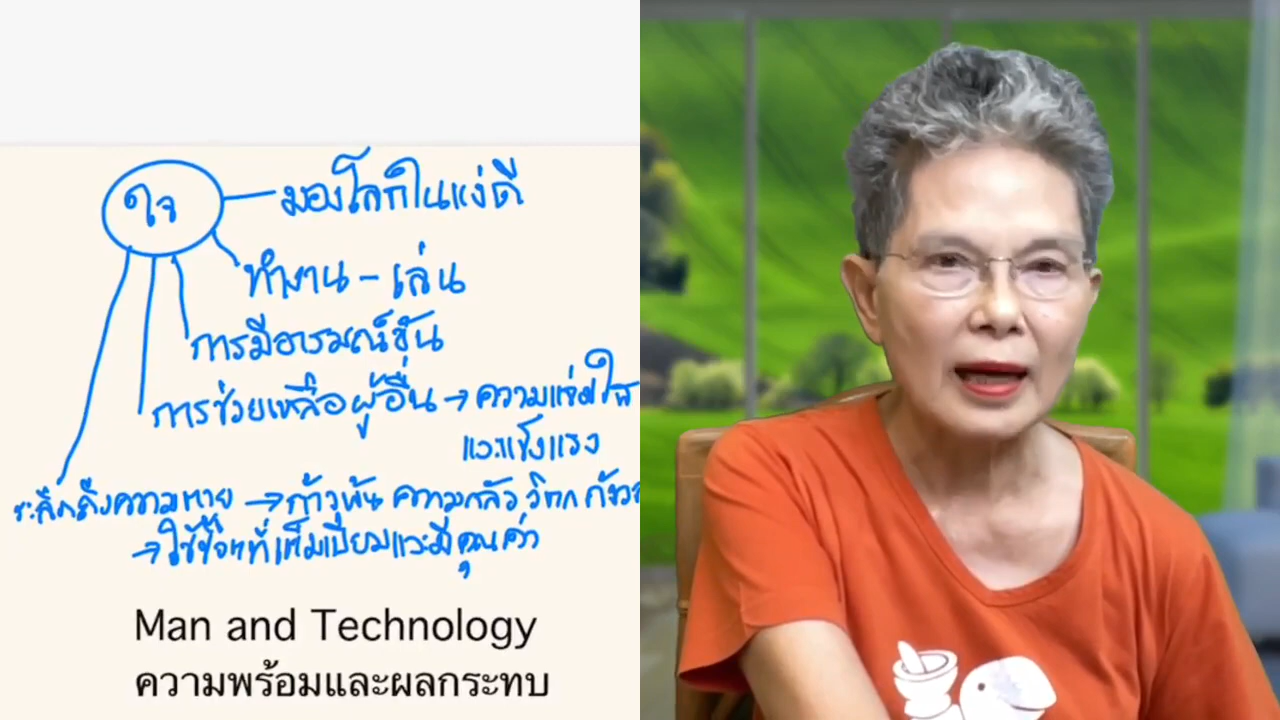 ใจ
มองโลกในแง่ดี
ทำงาน - เล่น
การมีอารมณ์ขัน
การช่วยเหลือผู้อื่น → ความแจ่มใส
และแข็งแรง
ระลึกถึงความตาย → ก้าวพ้น ความกลัว วิตก กังวล
→ ใช้ชีวิตที่เต็มเปี่ยมและมีคุณค่า
Man and Technology
ความพร้อมและผลกระทบ